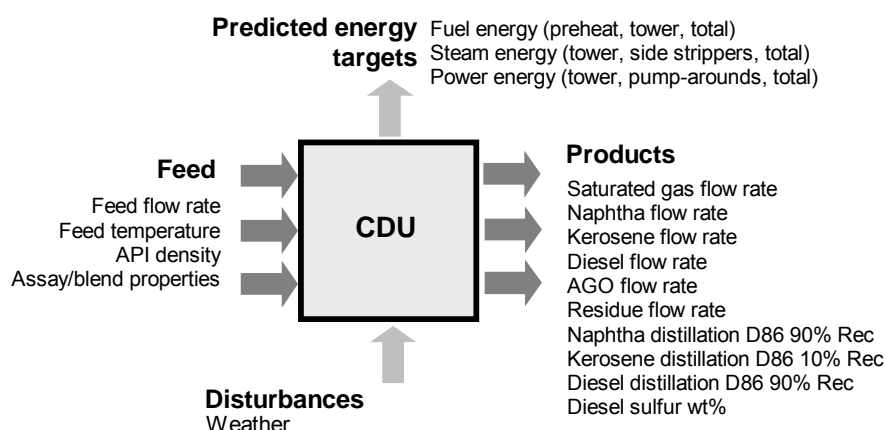 Predicted energy
targets
Fuel energy (preheat, tower, total)
Steam energy (tower, side strippers, total)
Power energy (tower, pump-arounds, total)
Feed
Feed flow rate
Feed temperature
API density
Assay/blend properties
CDU
Products
Saturated gas flow rate
Naphtha flow rate
Kerosene flow rate
Diesel flow rate
AGO flow rate
Residue flow rate
Naphtha distillation D86 90% Rec
Kerosene distillation D86 10% Rec
Diesel distillation D86 90% Rec
Diesel sulfur wt%
Disturbances
Weather